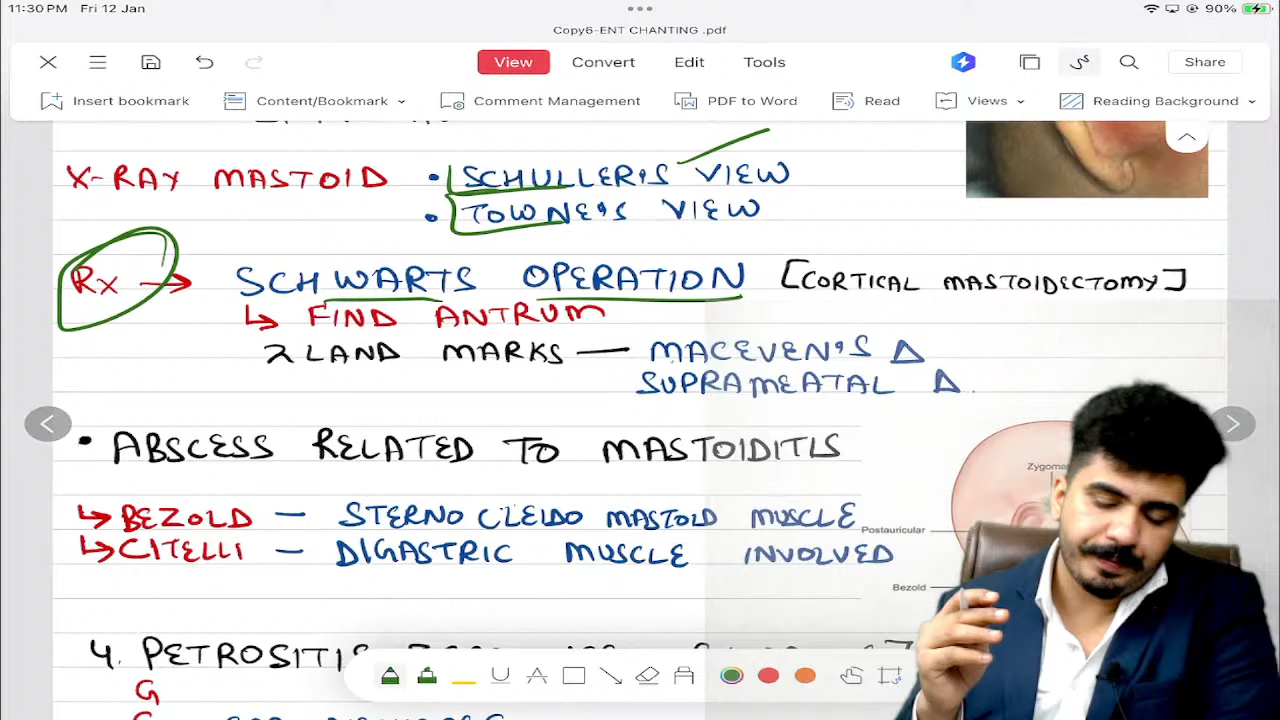 11:30 PM Fri 12 Jan
90%
Copy6-ENT CHANTING .pdf
View Convert Edit Tools
Share
Insert bookmark Content/Bookmark Comment Management PDF to Word Read Views Reading Background
X-RAY MASTOID • SCHULLER'S VIEW
• TOWNE'S VIEW
Rx → SCHWARTS OPERATION [CORTICAL MASTOIDECTOMY]
↳ FIND ANTRUM
2 LAND MARKS — MACEVEN'S Δ
SUPRAMEATAL Δ
• ABSCESS RELATED TO MASTOIDITIS
Zygoma
↳ BEZOLD — STERNO CLEIDO MASTOID MUSCLE
Postauricular
↳ CITELLI — DIGASTRIC MUSCLE INVOLVED
Bezold
4. PETROSITIS
G